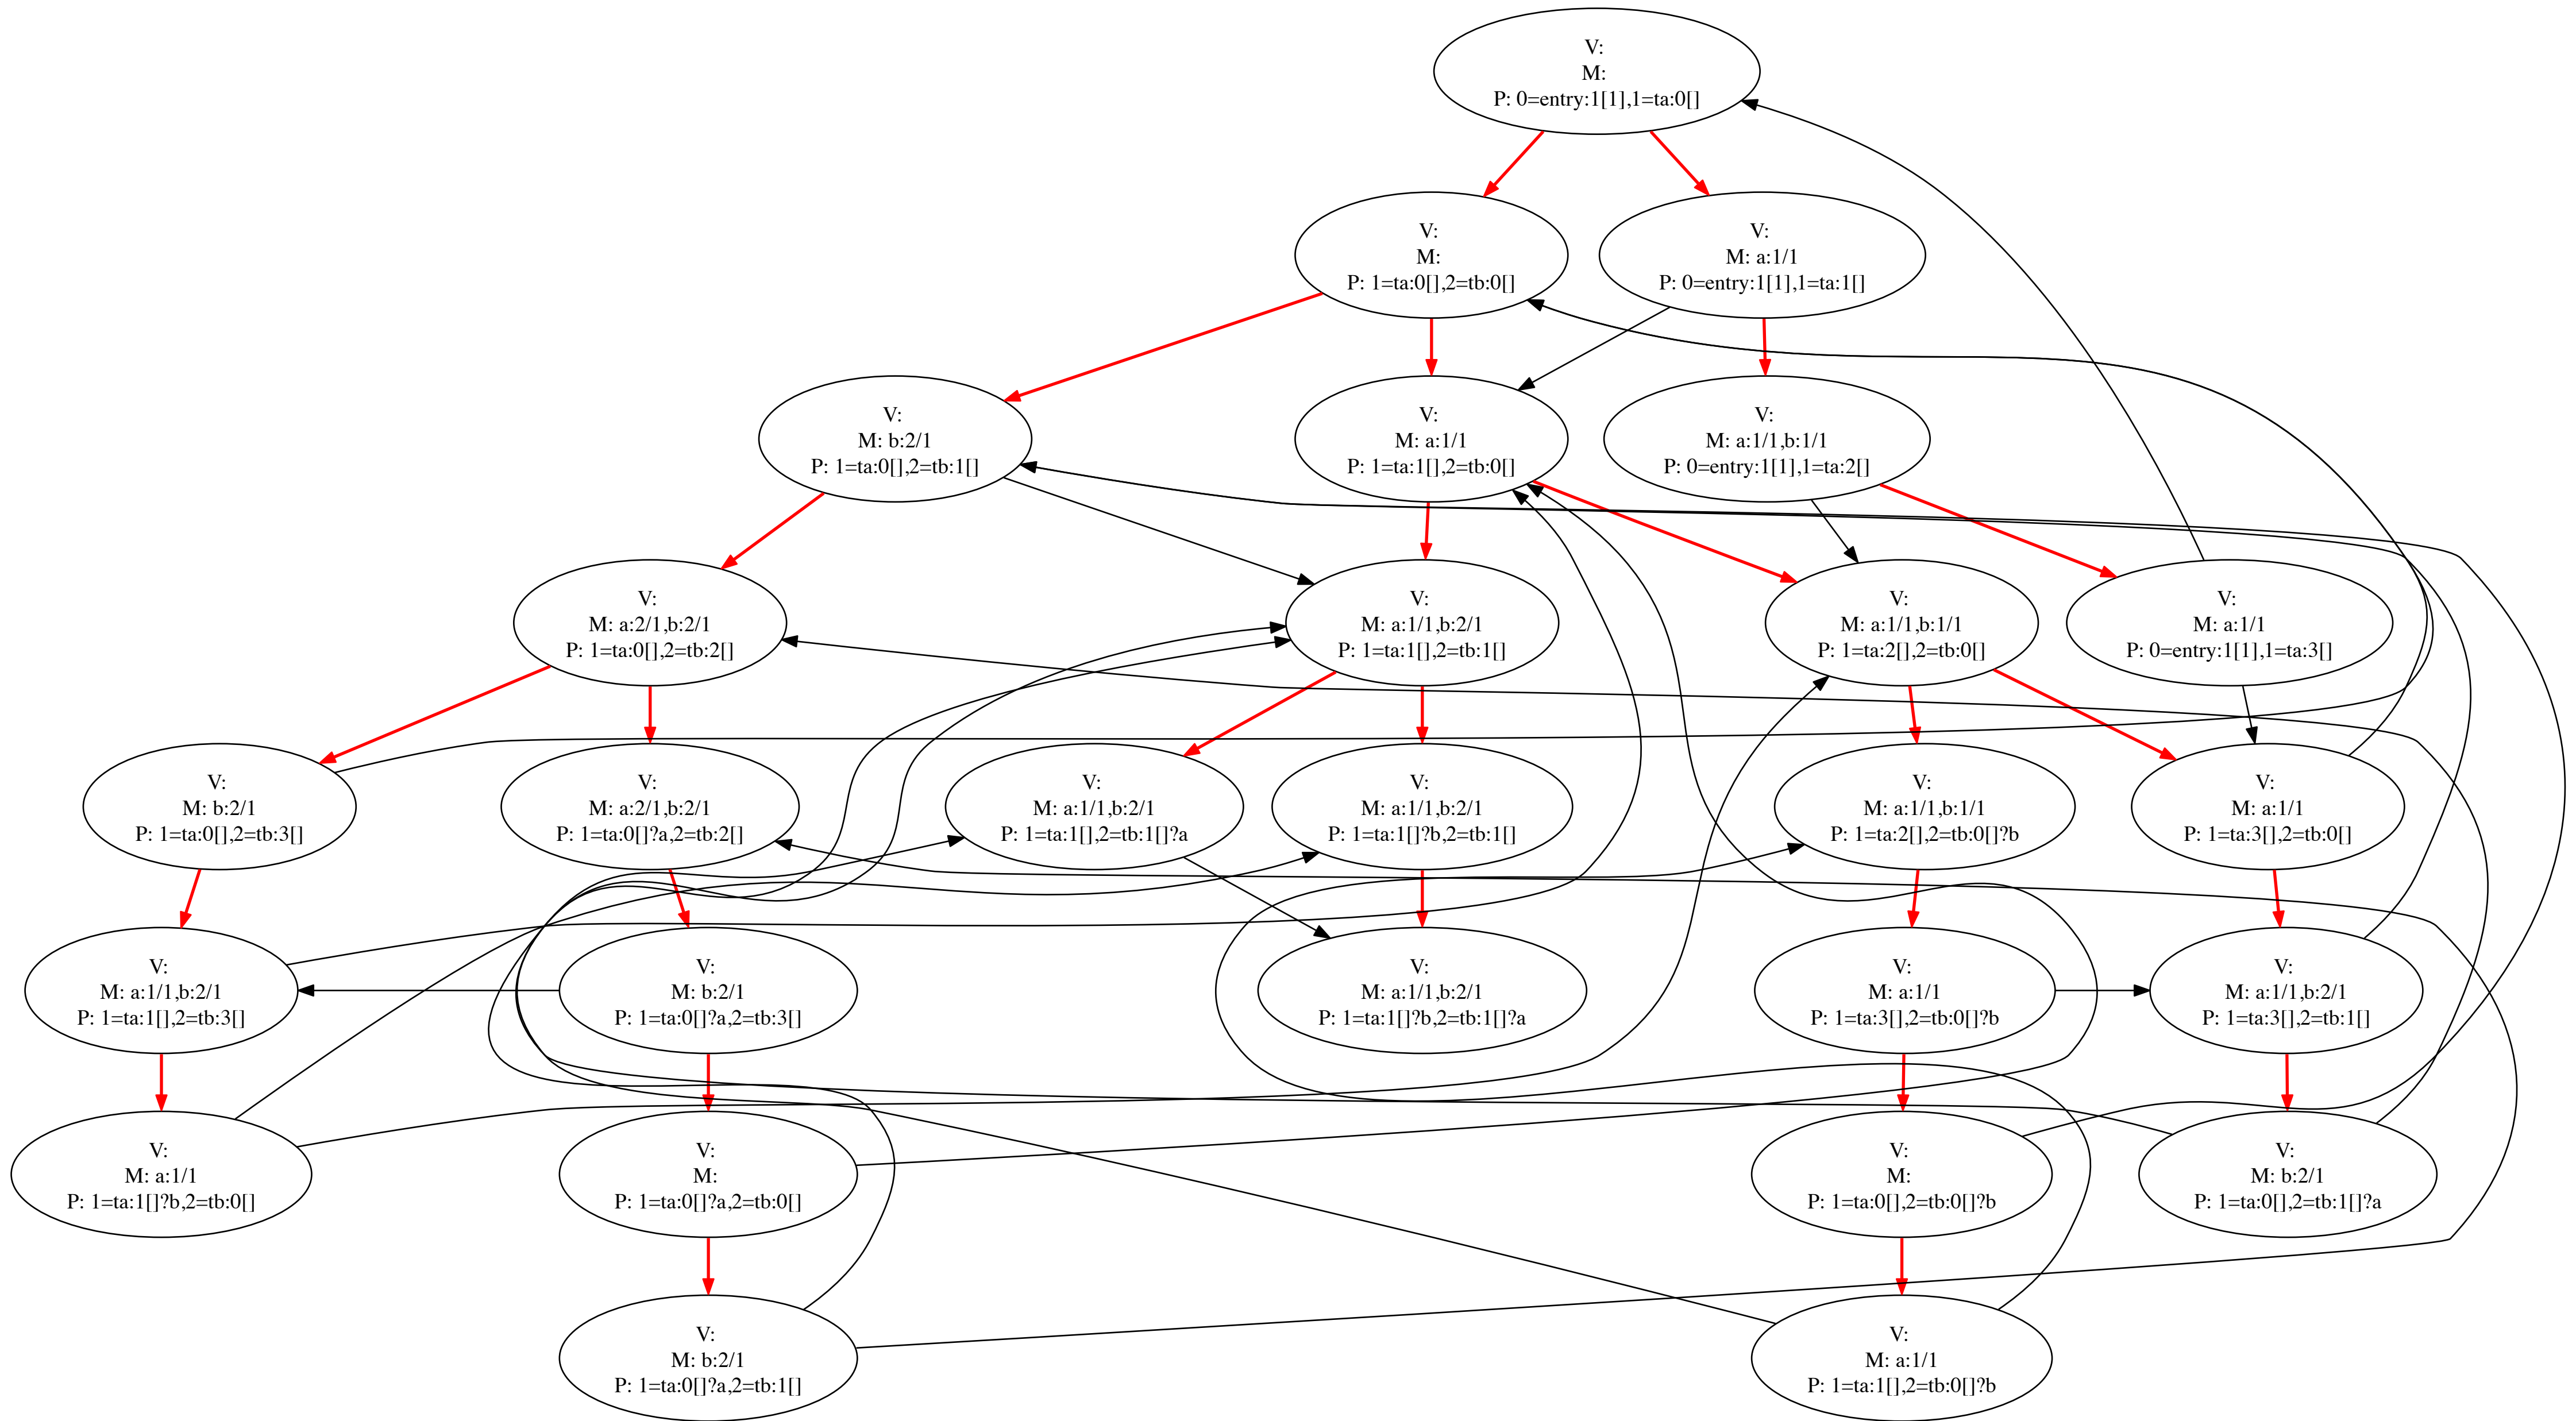 V:
M:
P: 0=entry:1[1],1=ta:0[]
V:
M:
P: 1=ta:0[],2=tb:0[]
V:
M: a:1/1
P: 0=entry:1[1],1=ta:1[]
V:
M: b:2/1
P: 1=ta:0[],2=tb:1[]
V:
M: a:1/1
P: 1=ta:1[],2=tb:0[]
V:
M: a:1/1,b:1/1
P: 0=entry:1[1],1=ta:2[]
V:
M: a:2/1,b:2/1
P: 1=ta:0[],2=tb:2[]
V:
M: a:1/1,b:2/1
P: 1=ta:1[],2=tb:1[]
V:
M: a:1/1,b:1/1
P: 1=ta:2[],2=tb:0[]
V:
M: a:1/1
P: 0=entry:1[1],1=ta:3[]
V:
M: b:2/1
P: 1=ta:0[],2=tb:3[]
V:
M: a:2/1,b:2/1
P: 1=ta:0[]?a,2=tb:2[]
V:
M: a:1/1,b:2/1
P: 1=ta:1[],2=tb:1[]?a
V:
M: a:1/1,b:2/1
P: 1=ta:1[]?b,2=tb:1[]
V:
M: a:1/1,b:1/1
P: 1=ta:2[],2=tb:0[]?b
V:
M: a:1/1
P: 1=ta:3[],2=tb:0[]
V:
M: a:1/1,b:2/1
P: 1=ta:1[],2=tb:3[]
V:
M: b:2/1
P: 1=ta:0[]?a,2=tb:3[]
V:
M: a:1/1,b:2/1
P: 1=ta:1[]?b,2=tb:1[]?a
V:
M: a:1/1
P: 1=ta:3[],2=tb:0[]?b
V:
M: a:1/1,b:2/1
P: 1=ta:3[],2=tb:1[]
V:
M: a:1/1
P: 1=ta:1[]?b,2=tb:0[]
V:
M:
P: 1=ta:0[]?a,2=tb:0[]
V:
M:
P: 1=ta:0[],2=tb:0[]?b
V:
M: b:2/1
P: 1=ta:0[],2=tb:1[]?a
V:
M: b:2/1
P: 1=ta:0[]?a,2=tb:1[]
V:
M: a:1/1
P: 1=ta:1[],2=tb:0[]?b